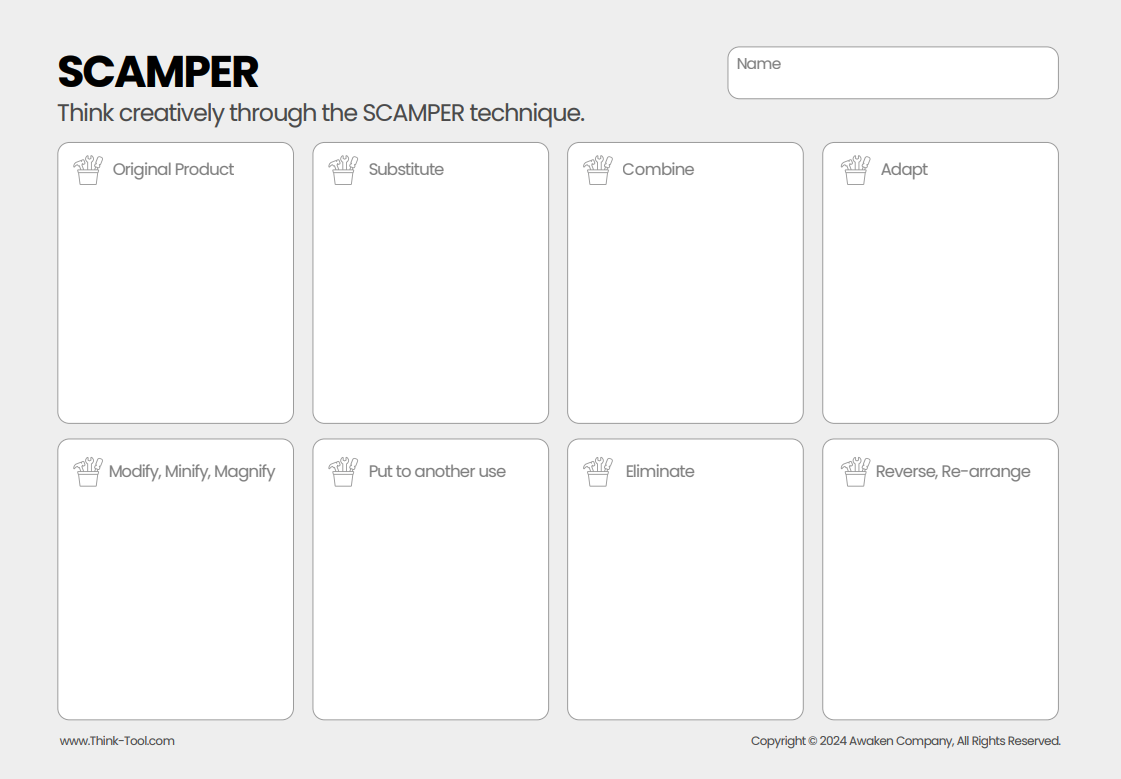 SCAMPER
Name
Think creatively through the SCAMPER technique.
Original Product
Substitute
Combine
Adapt
Modify, Minify, Magnify
Put to another use
Eliminate
Reverse, Re-arrange
www.Think-Tool.com
Copyright © 2024 Awaken Company, All Rights Reserved.